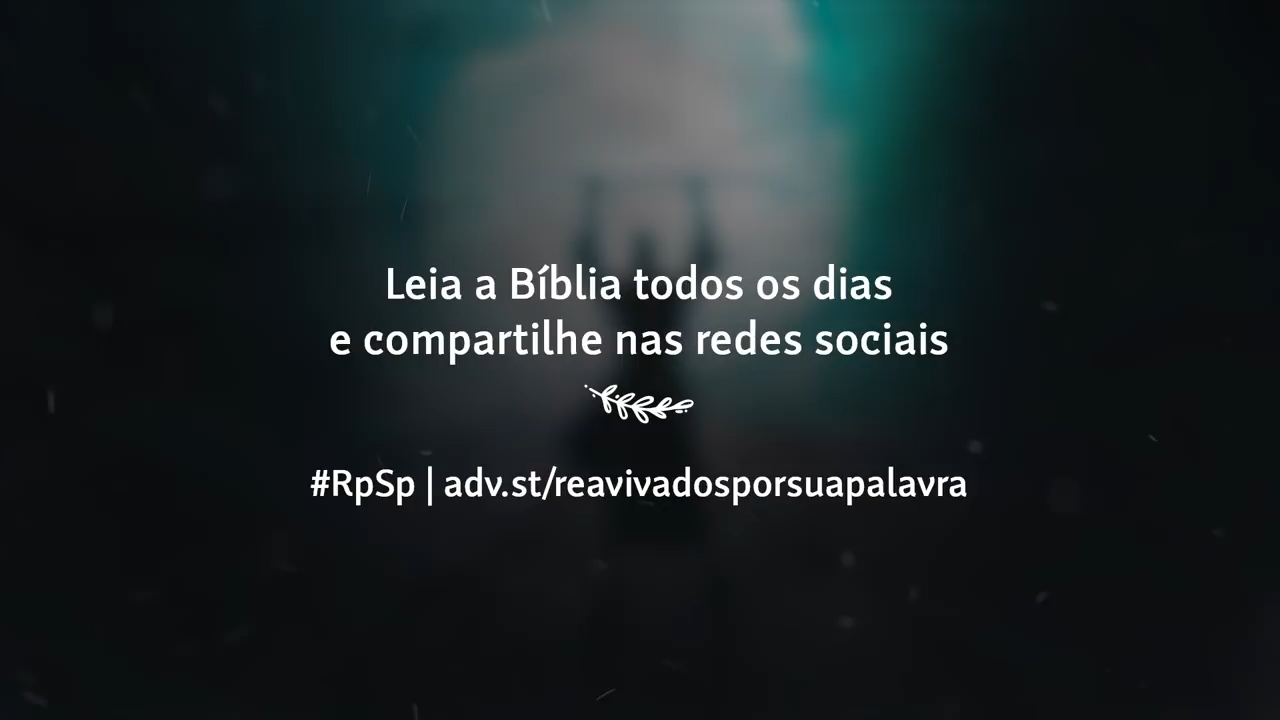 Leia a Bíblia todos os dias
e compartilhe nas redes sociais
#RpSp | adv.st/reavivadosporsuapalavra